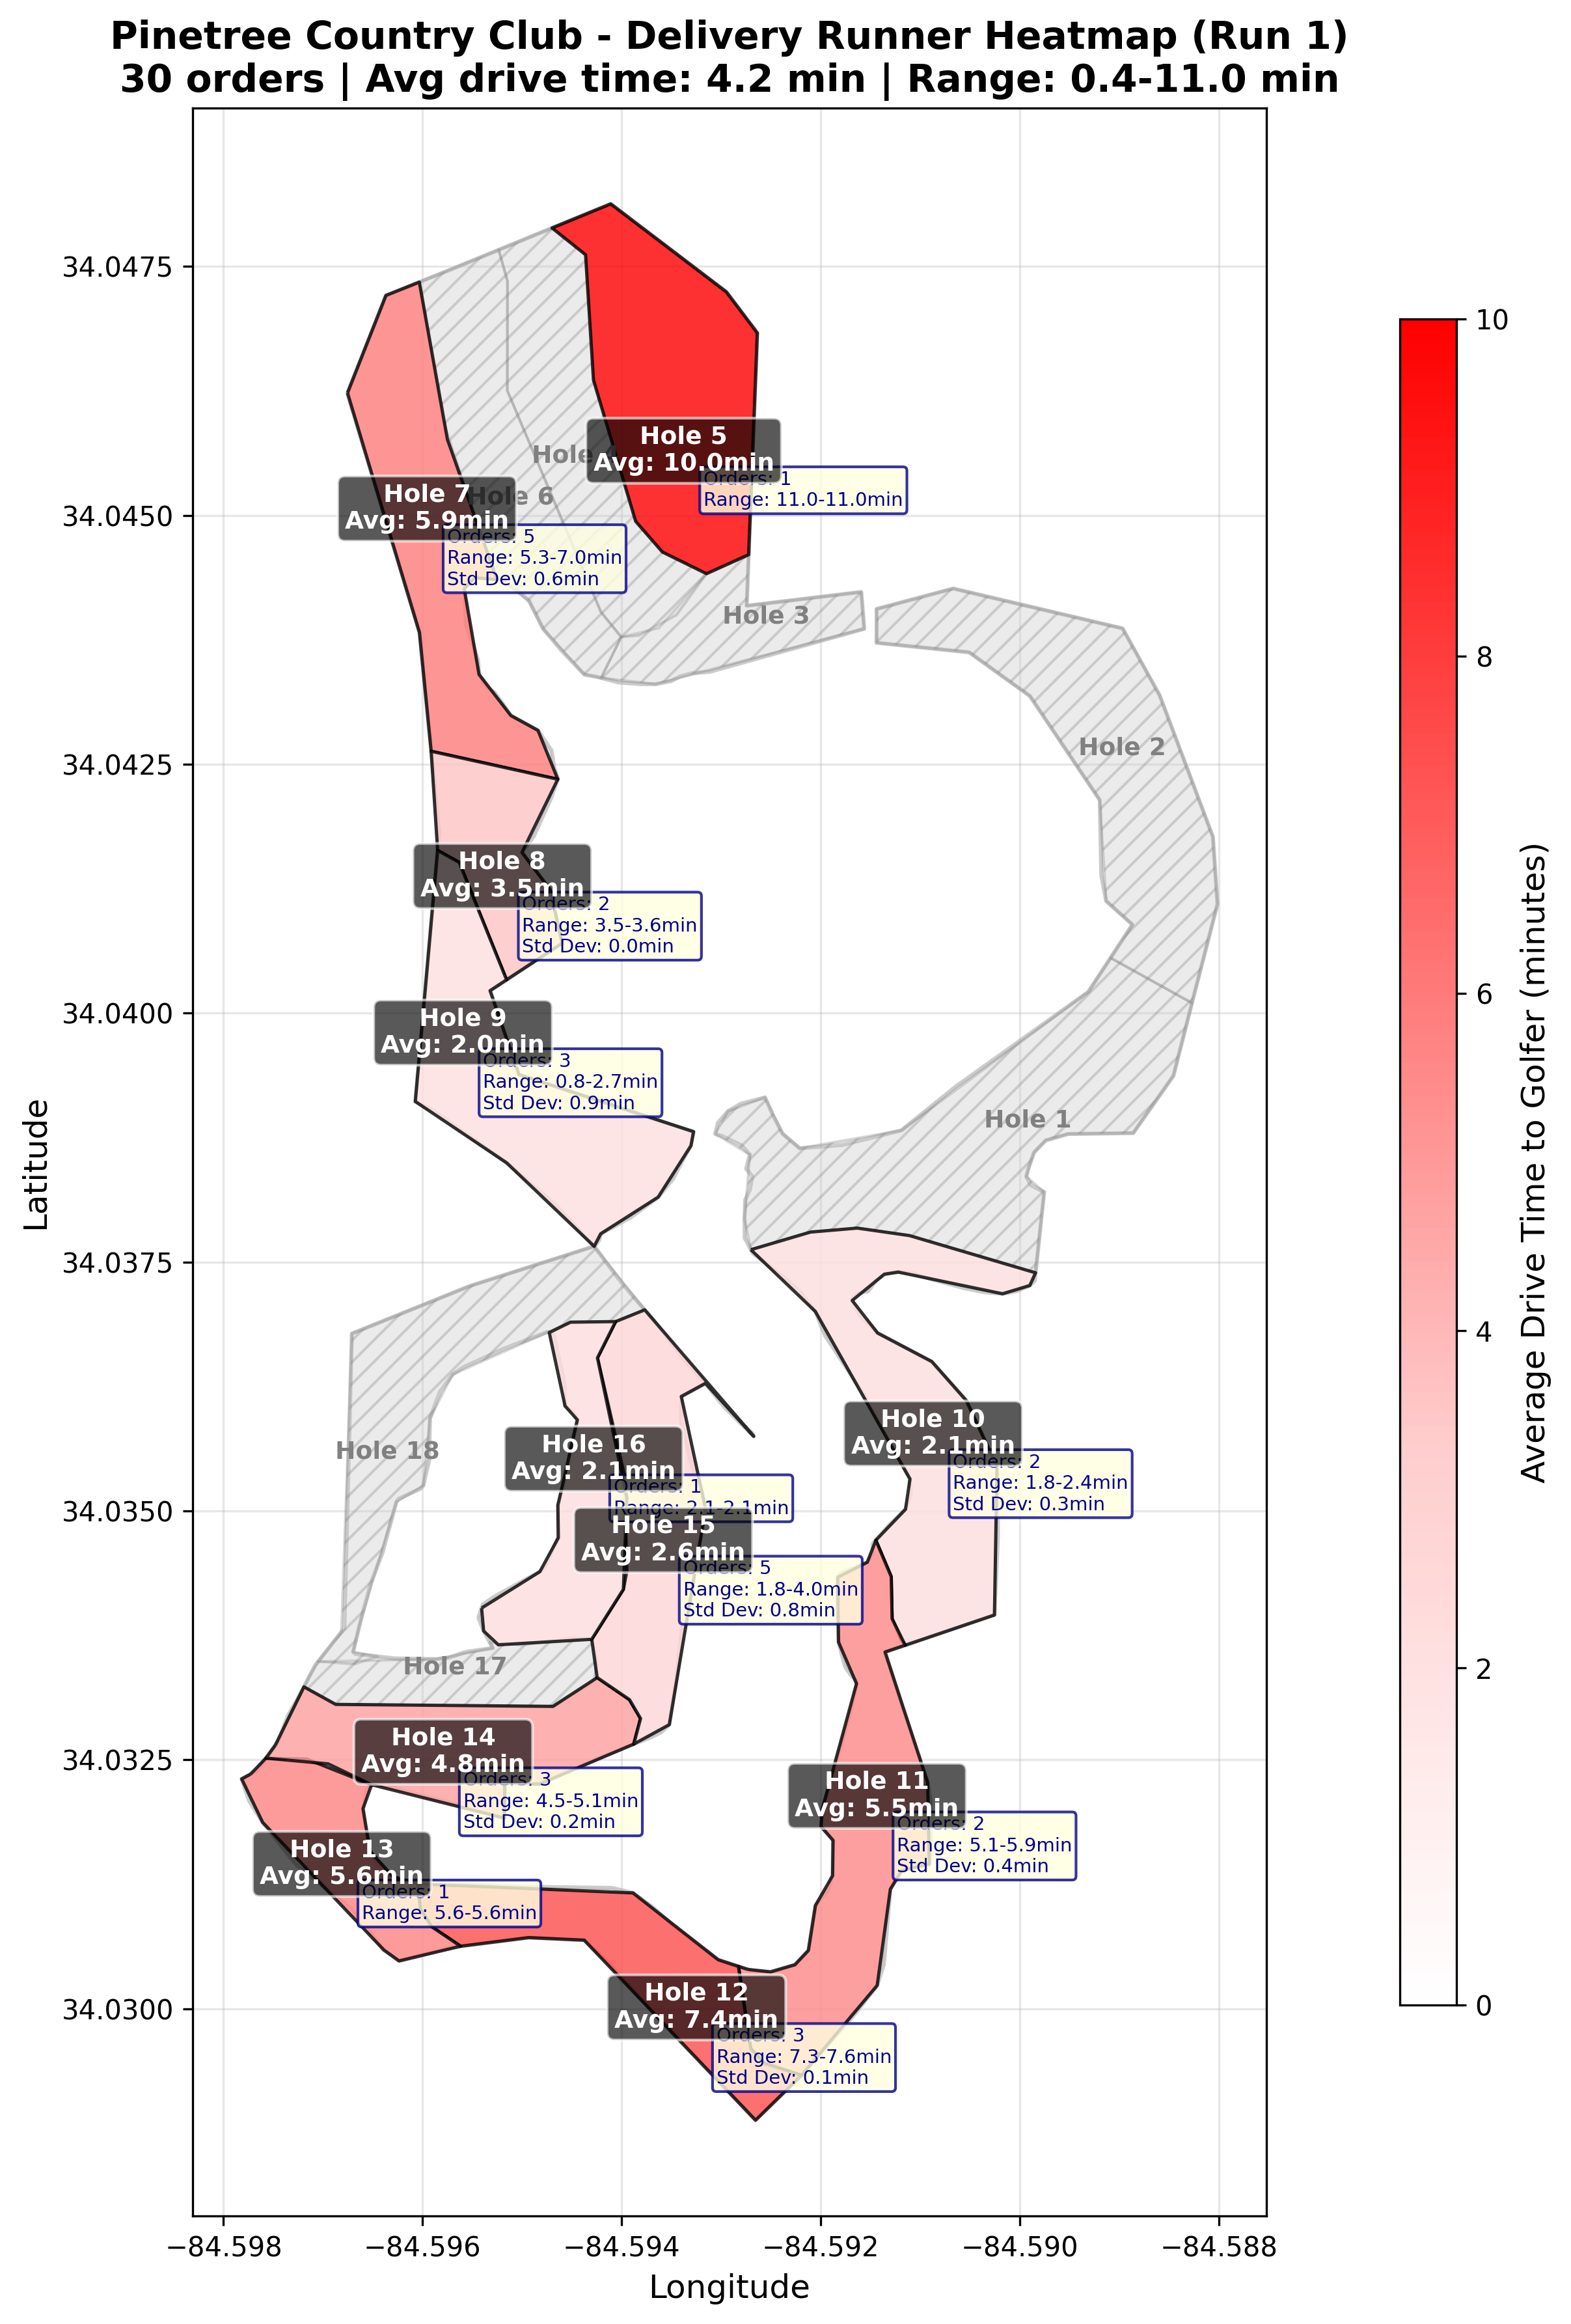 Pinetree Country Club - Delivery Runner Heatmap (Run 1)
30 orders | Avg drive time: 4.2 min | Range: 0.4-11.0 min
34.0475
34.0450
34.0425
34.0400
34.0375
34.0350
34.0325
34.0300
Latitude
Hole 5
Avg: 10.0min
Orders: 1
Range: 11.0-11.0min
Hole
Hole 6
Hole 7
Avg: 5.9min
Orders: 5
Range: 5.3-7.0min
Std Dev: 0.6min
Hole 3
Hole 2
Hole 8
Avg: 3.5min
Orders: 2
Range: 3.5-3.6min
Std Dev: 0.0min
Hole 9
Avg: 2.0min
Orders: 3
Range: 0.8-2.7min
Std Dev: 0.9min
Hole 1
Hole 10
Avg: 2.1min
Orders: 2
Range: 1.8-2.4min
Std Dev: 0.3min
Hole 18
Hole 16
Avg: 2.1min
Orders: 1
Range: 2.1-2.1min
Hole 15
Avg: 2.6min
Orders: 5
Range: 1.8-4.0min
Std Dev: 0.8min
Hole 17
Hole 14
Avg: 4.8min
Orders: 3
Range: 4.5-5.1min
Std Dev: 0.2min
Hole 11
Avg: 5.5min
Orders: 2
Range: 5.1-5.9min
Std Dev: 0.4min
Hole 13
Avg: 5.6min
Orders: 1
Range: 5.6-5.6min
Hole 12
Avg: 7.4min
Orders: 3
Range: 7.3-7.6min
Std Dev: 0.1min
−84.598
−84.596
−84.594
−84.592
−84.590
−84.588
Longitude
10
8
6
4
2
0
Average Drive Time to Golfer (minutes)